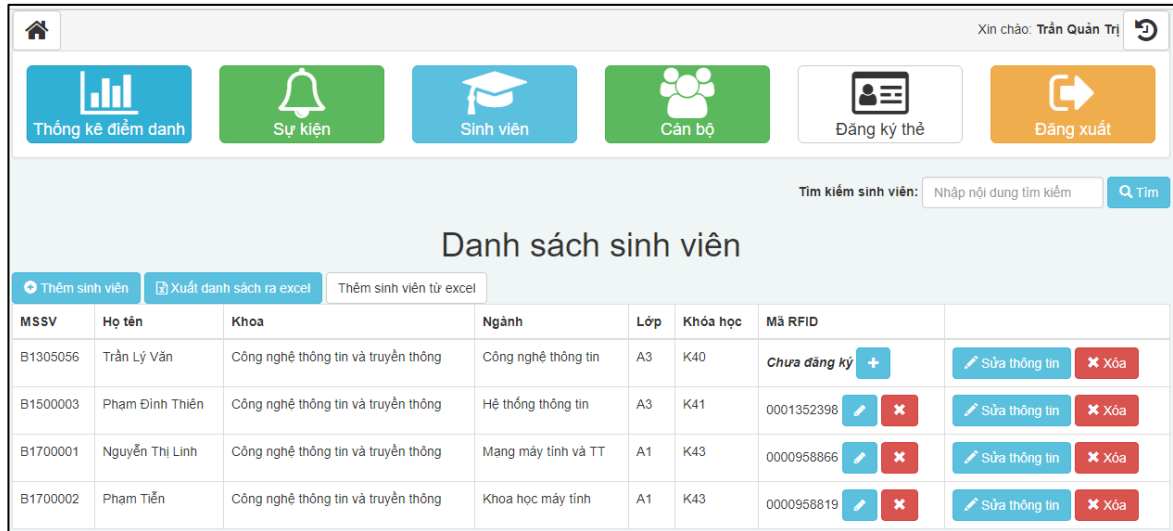 Xin chào: Trần Quản Trị
Thống kê điểm danh Sự kiện Sinh viên Cán bộ Đăng ký thẻ Đăng xuất
Tìm kiếm sinh viên: Nhập nội dung tìm kiếm Tìm
Danh sách sinh viên
Thêm sinh viên Xuất danh sách ra excel Thêm sinh viên từ excel
MSSV Họ tên Khoa Ngành Lớp Khóa học Mã RFID
B1305056 Trần Lý Văn Công nghệ thông tin và truyền thông Công nghệ thông tin A3 K40 Chưa đăng ký Sửa thông tin Xóa
B1500003 Phạm Đình Thiên Công nghệ thông tin và truyền thông Hệ thống thông tin A3 K41 0001352398 Sửa thông tin Xóa
B1700001 Nguyễn Thị Linh Công nghệ thông tin và truyền thông Mạng máy tính và TT A1 K43 0000958866 Sửa thông tin Xóa
B1700002 Phạm Tiễn Công nghệ thông tin và truyền thông Khoa học máy tính A1 K43 0000958819 Sửa thông tin Xóa